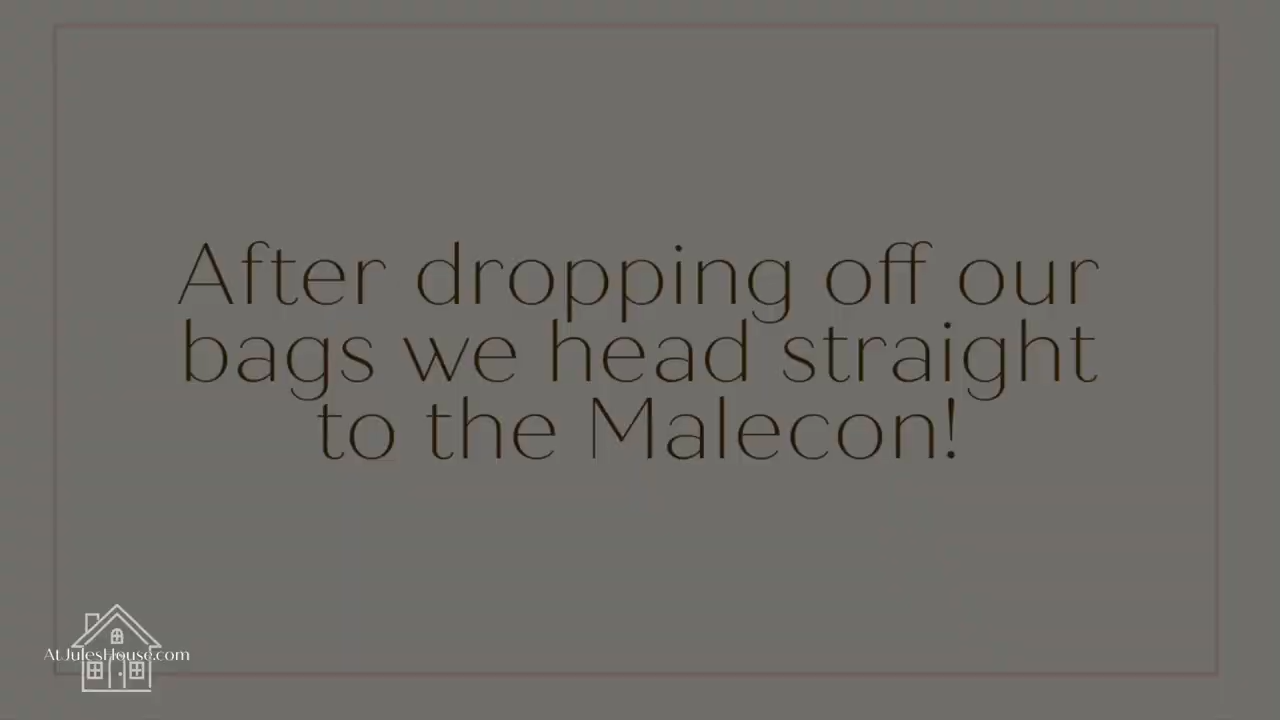 After dropping off our
bags we head straight
to the Malecon!
AtJulesHouse.com